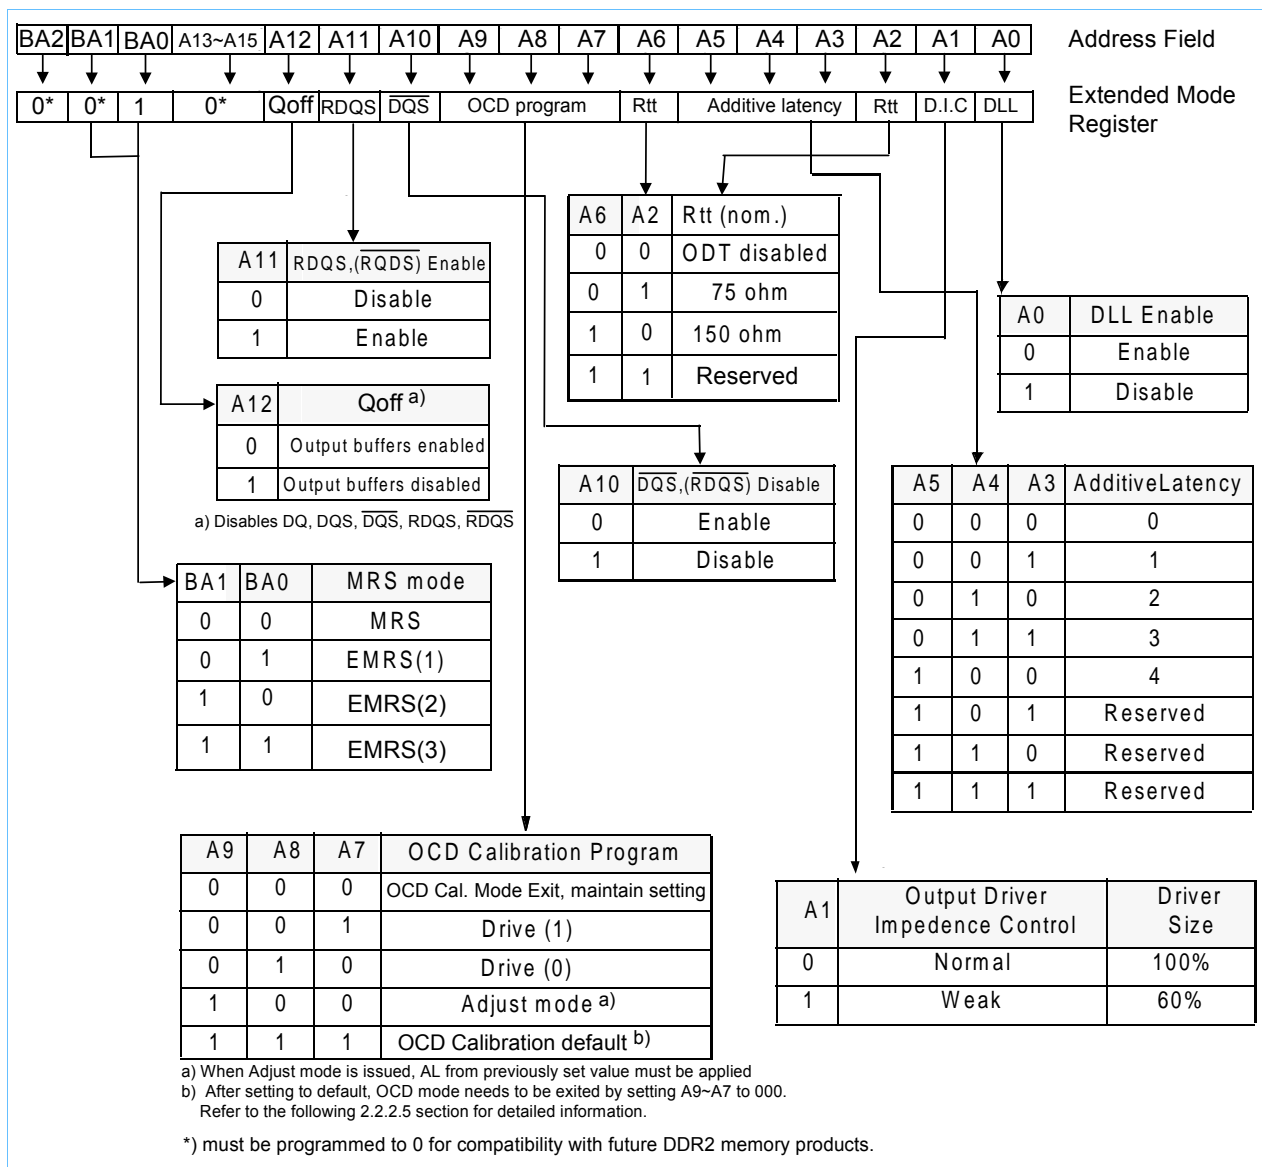 BA2 BA1 BA0 A13~A15 A12 A11 A10 A9 A8 A7 A6 A5 A4 A3 A2 A1 A0 Address Field
0* 0* 1 0* Qoff RDQS DQS OCD program Rtt Additive latency Rtt D.I.C DLL Extended Mode
Register
A6 A2 Rtt (nom.)
0 0 ODT disabled
0 1 75 ohm
1 0 150 ohm
1 1 Reserved
A11 RDQS,(RQDS) Enable
0 Disable
1 Enable
A0 DLL Enable
0 Enable
1 Disable
A12 Qoff a)
0 Output buffers enabled
1 Output buffers disabled
a) Disables DQ, DQS, DQS, RDQS, RDQS
A10 DQS,(RDQS) Disable
0 Enable
1 Disable
A5 A4 A3 AdditiveLatency
0 0 0 0
0 0 1 1
0 1 0 2
0 1 1 3
1 0 0 4
1 0 1 Reserved
1 1 0 Reserved
1 1 1 Reserved
BA1 BA0 MRS mode
0 0 MRS
0 1 EMRS(1)
1 0 EMRS(2)
1 1 EMRS(3)
A9 A8 A7 OCD Calibration Program
0 0 0 OCD Cal. Mode Exit, maintain setting
0 0 1 Drive (1)
0 1 0 Drive (0)
1 0 0 Adjust mode a)
1 1 1 OCD Calibration default b)
A1 Output Driver Impedence Control Driver Size
0 Normal 100%
1 Weak 60%
a) When Adjust mode is issued, AL from previously set value must be applied
b) After setting to default, OCD mode needs to be exited by setting A9~A7 to 000.
Refer to the following 2.2.2.5 section for detailed information.
*) must be programmed to 0 for compatibility with future DDR2 memory products.